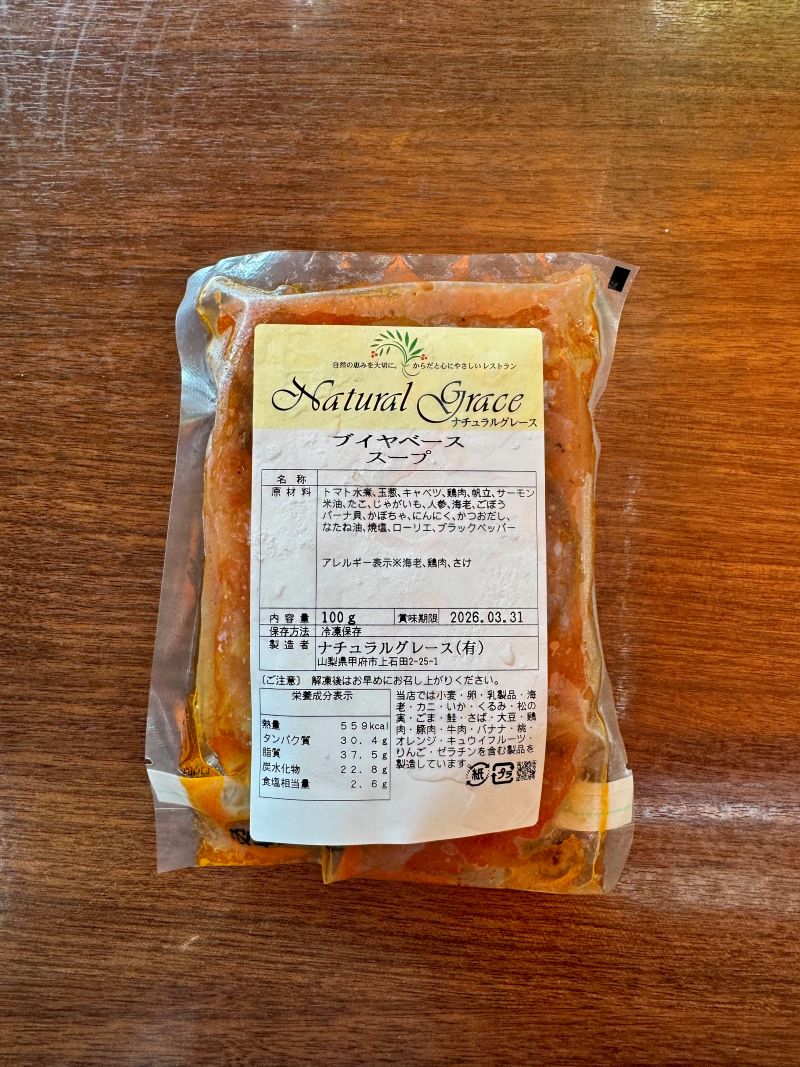 自然の恵みを大切に。からだと心にやさしいレストラン
Natural Grace
ナチュラルグレース
ブイヤベース
スープ
名称
原材料 トマト水煮、玉葱、キャベツ、鶏肉、帆立、サーモン
米油、たこ、じゃがいも、人参、海老、ごぼう
バーナ貝、かぼちゃ、にんにく、かつおだし、
なたね油、焼塩、ローリエ、ブラックペッパー
アレルギー表示※海老、鶏肉、さけ
内容量 100g 賞味期限 2026.03.31
保存方法 冷凍保存
製造者 ナチュラルグレース(有)
山梨県甲府市上石田2-25-1
〔ご注意〕 解凍後はお早めにお召し上がりください。
栄養成分表示
熱量 559kcal
タンパク質 30.4g
脂質 37.5g
炭水化物 22.8g
食塩相当量 2.6g
当店では小麦・卵・乳製品・海
老・カニ・いか・くるみ・松の
実・ごま・鮭・さば・大豆・鶏
肉・豚肉・牛肉・バナナ・桃・
オレンジ・キュウイフルーツ・
りんご・ゼラチンを含む製品を
製造しています。
紙 プラ